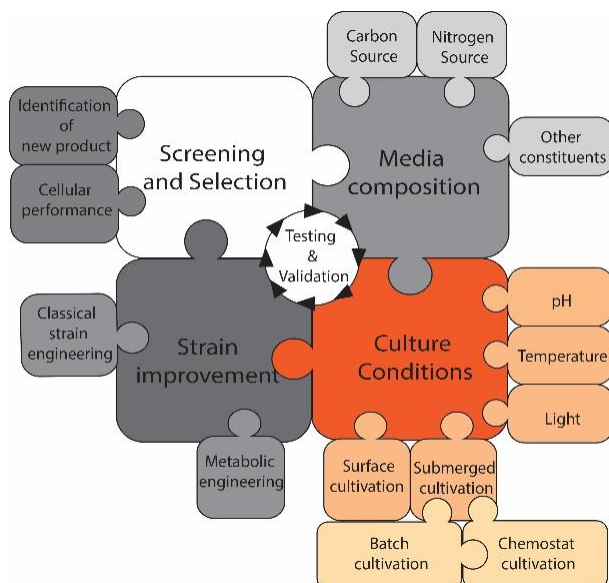 Carbon
Source
Nitrogen
Source
Identification
of
new product
Cellular
performance
Screening
and Selection
Media
composition
Other
constituents
Testing
&
Validation
Classical
strain
engineering
Strain
improvement
Culture
Conditions
pH
Temperature
Light
Metabolic
engineering
Surface
cultivation
Submerged
cultivation
Batch
cultivation
Chemostat
cultivation